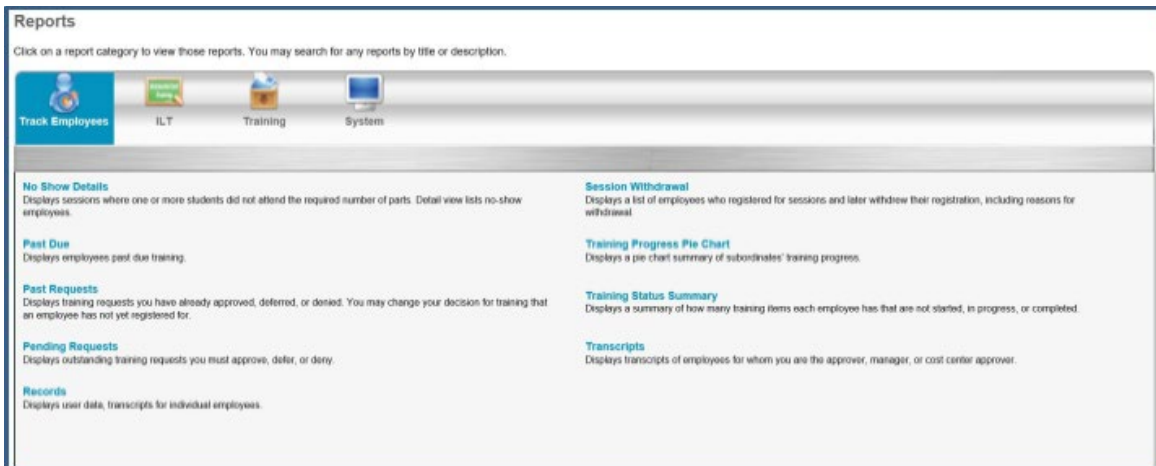 Reports
Click on a report category to view those reports. You may search for any reports by title or description.
Track Employees
ILT
Training
System
No Show Details
Displays sessions where one or more students did not attend the required number of parts. Detail view lists no-show
employees.
Past Due
Displays employees past due training.
Past Requests
Displays training requests you have already approved, deferred, or denied. You may change your decision for training that
an employee has not yet registered for.
Pending Requests
Displays outstanding training requests you must approve, defer, or deny.
Records
Displays user data, transcripts for individual employees.
Session Withdrawal
Displays a list of employees who registered for sessions and later withdrew their registration, including reasons for
withdrawal.
Training Progress Pie Chart
Displays a pie chart summary of subordinates' training progress.
Training Status Summary
Displays a summary of how many training items each employee has that are not started, in progress, or completed.
Transcripts
Displays transcripts of employees for whom you are the approver, manager, or cost center approver.